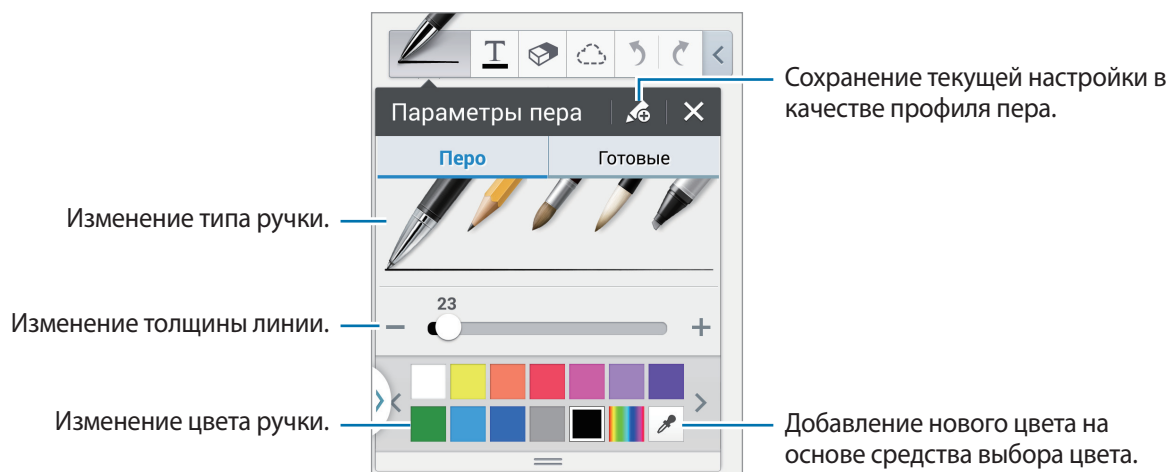 T
Сохранение текущей настройки в
качестве профиля пера.
Параметры пера
Перо
Готовые
Изменение типа ручки.
23
Изменение толщины линии.
Изменение цвета ручки.
Добавление нового цвета на
основе средства выбора цвета.